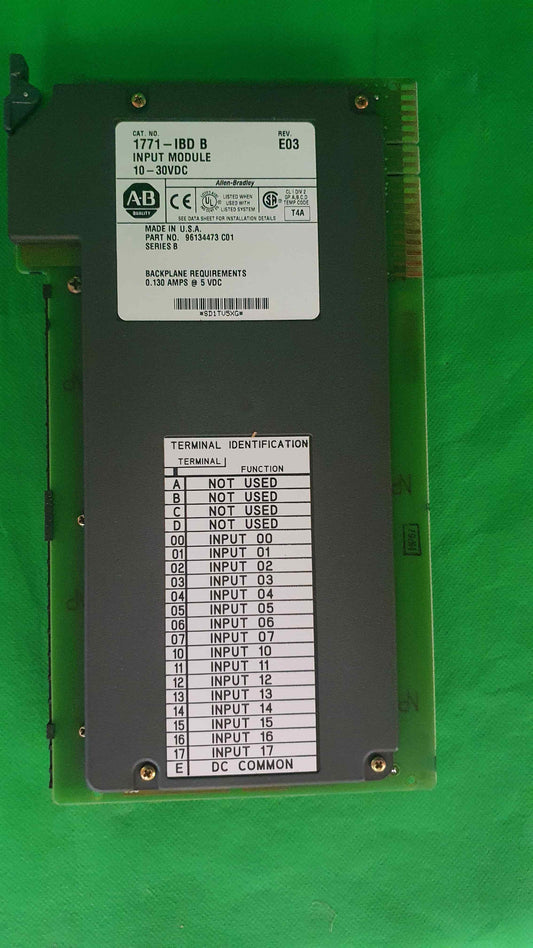 CAT. NO.
REV.
1771-IBD B
E03
INPUT MODULE
10-30VDC
Allen-Bradley
A-B
QUALITY
CE
UL
LISTED WHEN
USED WITH
LISTED SYSTEM
SA
CL I DIV 2
GP A,B,C,D
TEMP CODE
T4A
SEE DATA SHEET FOR INSTALLATION DETAILS
MADE IN U.S.A.
PART NO. 96134473 C01
SERIES B
BACKPLANE REQUIREMENTS
0.130 AMPS @ 5 VDC
*SD1TV5XG*
TERMINAL IDENTIFICATION
TERMINAL
FUNCTION
A NOT USED
B NOT USED
C NOT USED
D NOT USED
00 INPUT 00
01 INPUT 01
02 INPUT 02
03 INPUT 03
04 INPUT 04
05 INPUT 05
06 INPUT 06
07 INPUT 07
10 INPUT 10
11 INPUT 11
12 INPUT 12
13 INPUT 13
14 INPUT 14
15 INPUT 15
16 INPUT 16
17 INPUT 17
E DC COMMON